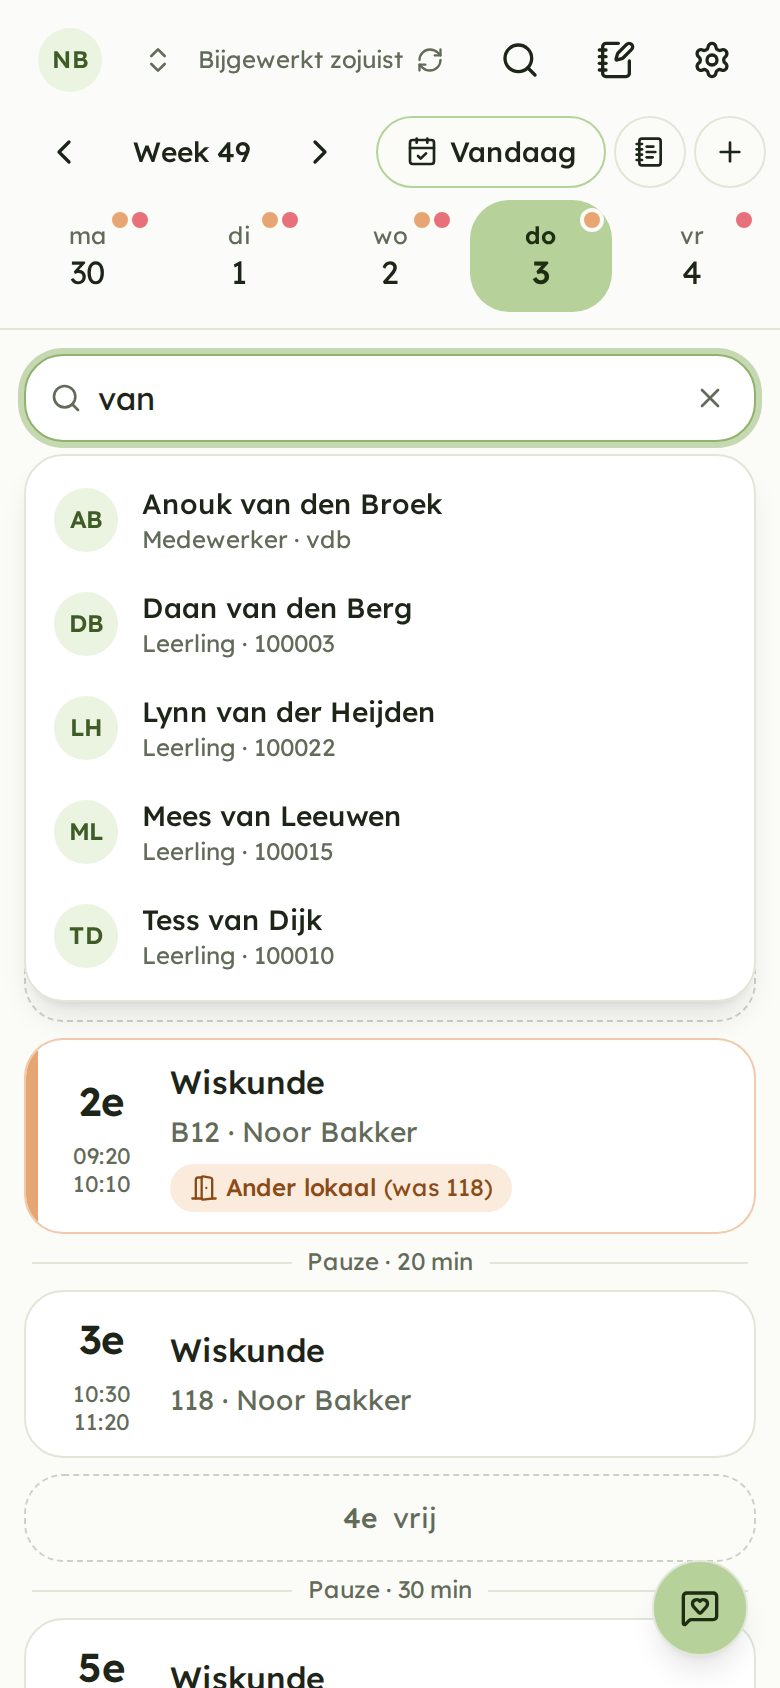 NB
Bijgewerkt zojuist
Week 49
Vandaag
ma
30
di
1
wo
2
do
3
vr
4
van
AB
Anouk van den Broek
Medewerker · vdb
DB
Daan van den Berg
Leerling · 100003
LH
Lynn van der Heijden
Leerling · 100022
ML
Mees van Leeuwen
Leerling · 100015
TD
Tess van Dijk
Leerling · 100010
2e
09:20
10:10
Wiskunde
B12 · Noor Bakker
Ander lokaal (was 118)
Pauze · 20 min
3e
10:30
11:20
Wiskunde
118 · Noor Bakker
4e vrij
Pauze · 30 min
5e
Wiskunde